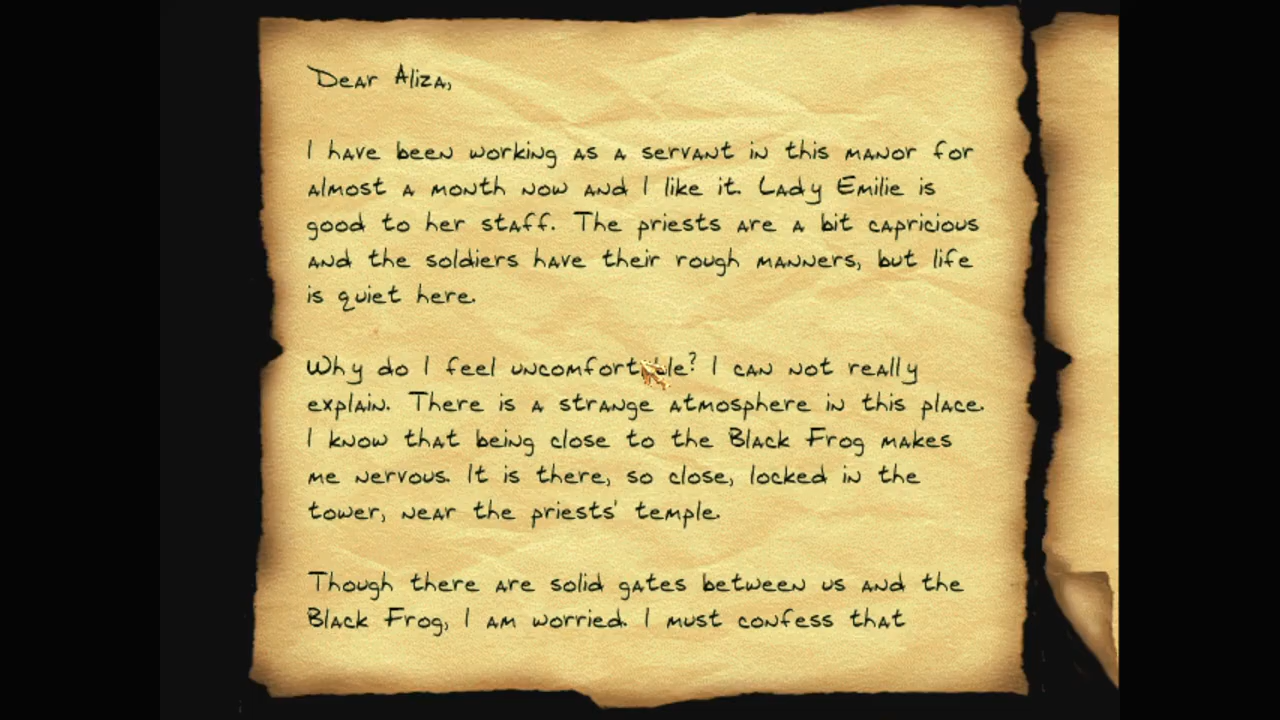 Dear Aliza,
I have been working as a servant in this manor for
almost a month now and I like it. Lady Emilie is
good to her staff. The priests are a bit capricious
and the soldiers have their rough manners, but life
is quiet here.
Why do I feel uncomfortable? I can not really
explain. There is a strange atmosphere in this place.
I know that being close to the Black Frog makes
me nervous. It is there, so close, locked in the
tower, near the priests' temple.
Though there are solid gates between us and the
Black Frog, I am worried. I must confess that